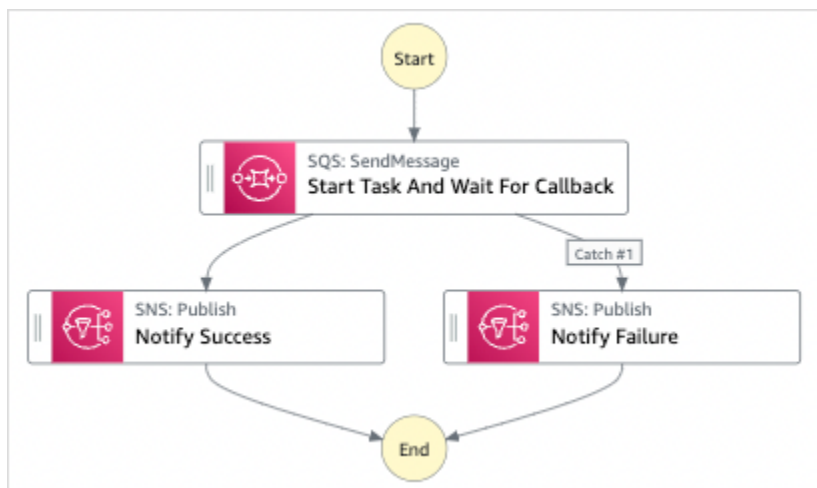 Start
SQS: SendMessage
Start Task And Wait For Callback
Catch #1
SNS: Publish
Notify Success
SNS: Publish
Notify Failure
End